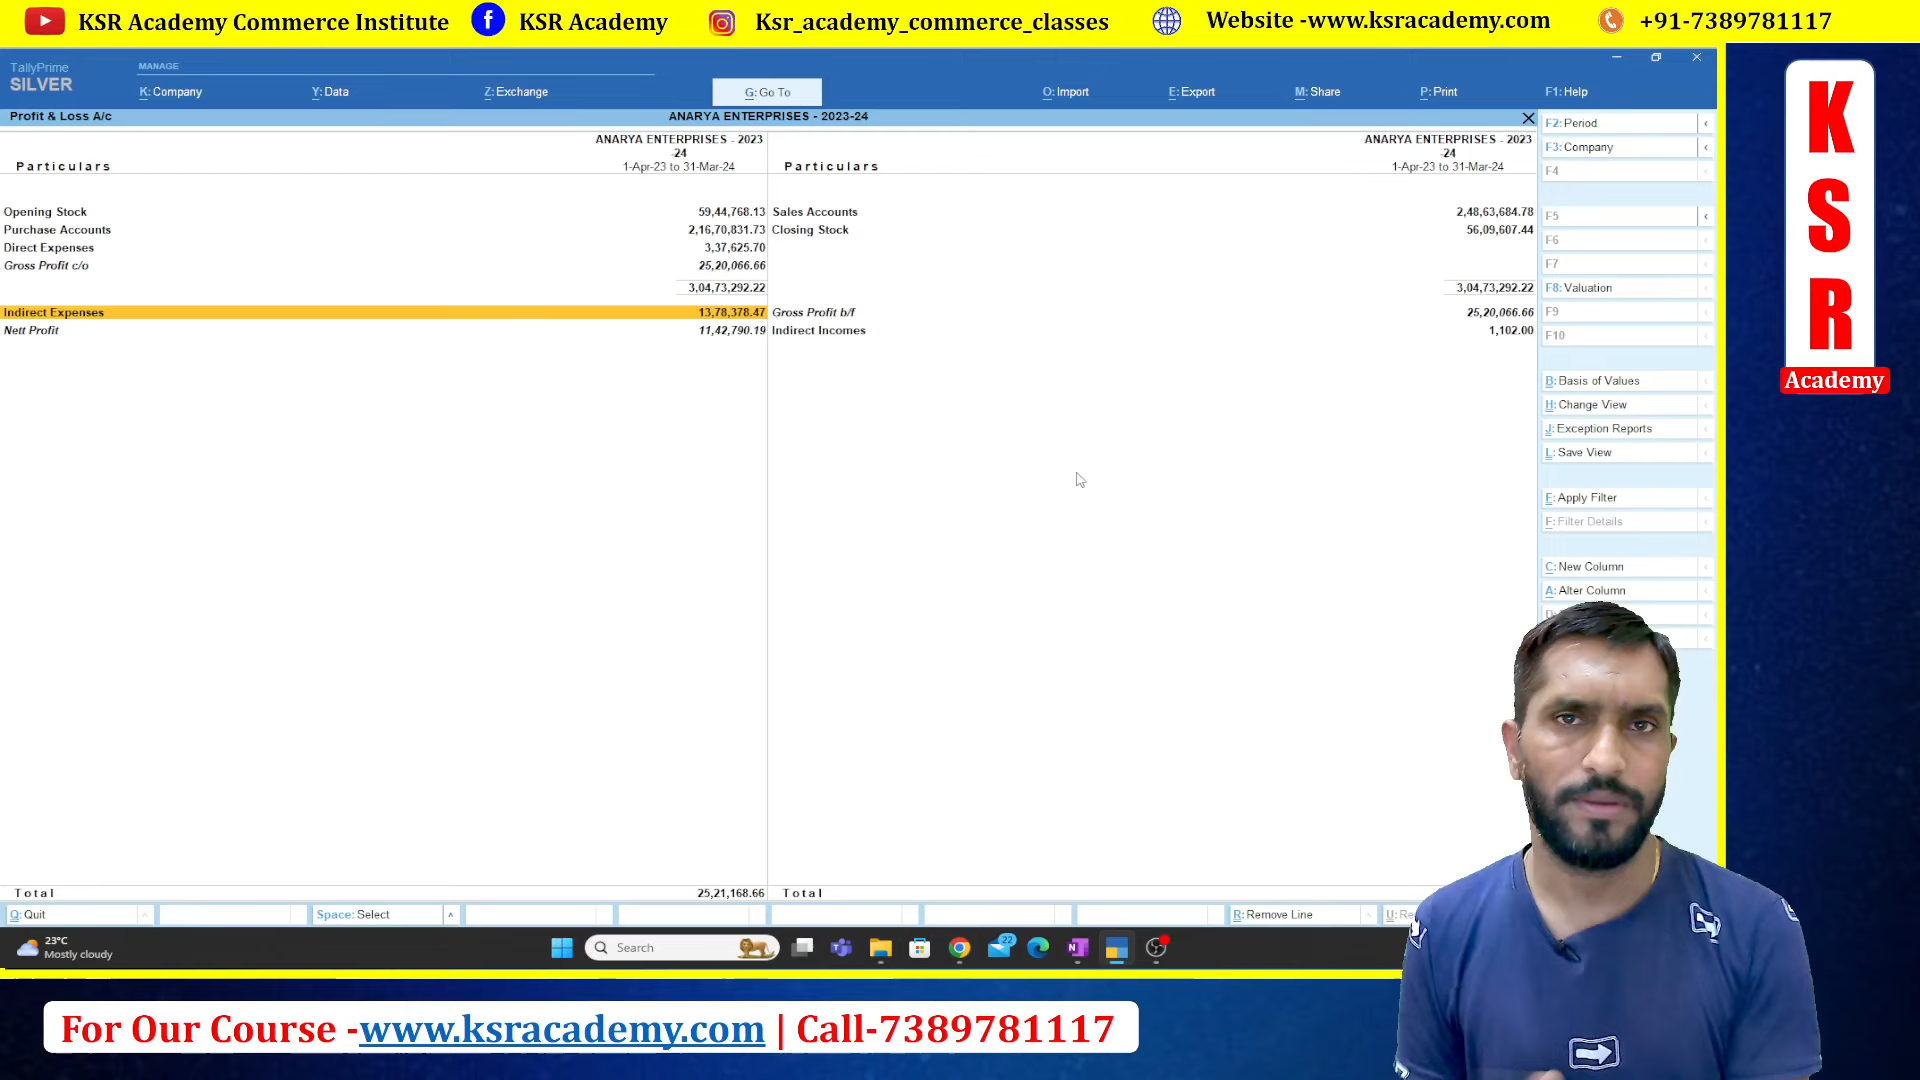 KSR Academy Commerce Institute KSR Academy Ksr_academy_commerce_classes Website -www.ksracademy.com +91-7389781117
TallyPrime
SILVER
MANAGE
K: Company Y: Data Z: Exchange G: Go To O: Import E: Export M: Share P: Print F1: Help
Profit & Loss A/c ANARYA ENTERPRISES - 2023-24
ANARYA ENTERPRISES - 2023 ANARYA ENTERPRISES - 2023
-24 -24
Particulars 1-Apr-23 to 31-Mar-24 Particulars 1-Apr-23 to 31-Mar-24
Opening Stock 59,44,768.13 Sales Accounts 2,48,63,684.78
Purchase Accounts 2,16,70,831.73 Closing Stock 56,09,607.44
Direct Expenses 3,37,625.70
Gross Profit c/o 25,20,066.66
3,04,73,292.22 3,04,73,292.22
Indirect Expenses 13,78,378.47 Gross Profit b/f 25,20,066.66
Nett Profit 11,42,790.19 Indirect Incomes 1,102.00
Total 25,21,168.66 Total
F2: Period
F3: Company
F4
F5
F6
F7
F8: Valuation
F9
F10
B: Basis of Values
H: Change View
J: Exception Reports
L: Save View
F: Apply Filter
F: Filter Details
C: New Column
A: Alter Column
Q: Quit Space: Select R: Remove Line
23°C
Mostly cloudy
Search
22
K
S
R
Academy
For Our Course -www.ksracademy.com | Call-7389781117